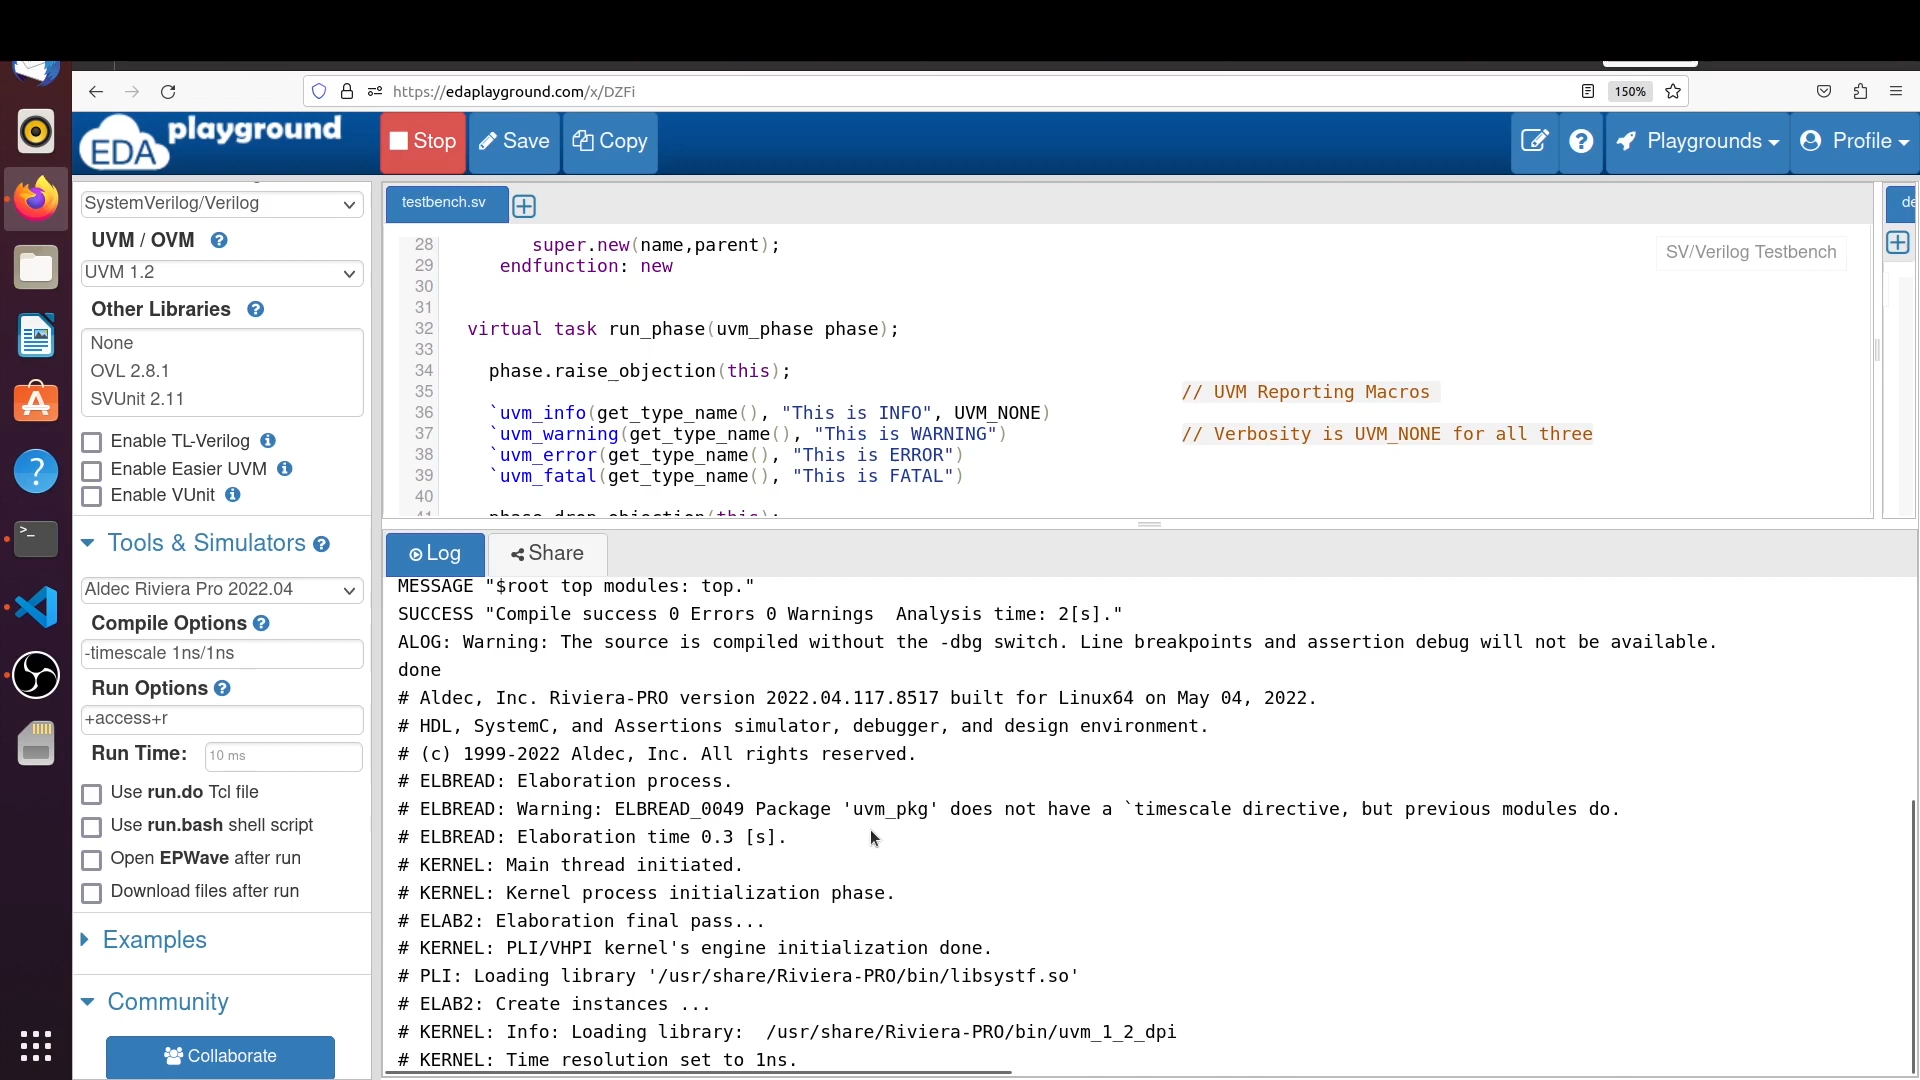 https://edaplayground.com/x/DZFi
150%
EDA playground
Stop
Save
Copy
Playgrounds
Profile
SystemVerilog/Verilog
UVM / OVM
UVM 1.2
Other Libraries
None
OVL 2.8.1
SVUnit 2.11
Enable TL-Verilog
Enable Easier UVM
Enable VUnit
Tools & Simulators
Aldec Riviera Pro 2022.04
Compile Options
-timescale 1ns/1ns
Run Options
+access+r
Run Time: 10 ms
Use run.do Tcl file
Use run.bash shell script
Open EPWave after run
Download files after run
Examples
Community
Collaborate
testbench.sv
de
SV/Verilog Testbench
28 super.new(name,parent);
29 endfunction: new
30
31
32 virtual task run_phase(uvm_phase phase);
33
34 phase.raise_objection(this);
35 // UVM Reporting Macros
36 `uvm_info(get_type_name(), "This is INFO", UVM_NONE)
37 `uvm_warning(get_type_name(), "This is WARNING") // Verbosity is UVM_NONE for all three
38 `uvm_error(get_type_name(), "This is ERROR")
39 `uvm_fatal(get_type_name(), "This is FATAL")
40
41 phase.drop_objection(this);
Log
Share
MESSAGE "$root top modules: top."
SUCCESS "Compile success 0 Errors 0 Warnings  Analysis time: 2[s]."
ALOG: Warning: The source is compiled without the -dbg switch. Line breakpoints and assertion debug will not be available.
done
# Aldec, Inc. Riviera-PRO version 2022.04.117.8517 built for Linux64 on May 04, 2022.
# HDL, SystemC, and Assertions simulator, debugger, and design environment.
# (c) 1999-2022 Aldec, Inc. All rights reserved.
# ELBREAD: Elaboration process.
# ELBREAD: Warning: ELBREAD_0049 Package 'uvm_pkg' does not have a `timescale directive, but previous modules do.
# ELBREAD: Elaboration time 0.3 [s].
# KERNEL: Main thread initiated.
# KERNEL: Kernel process initialization phase.
# ELAB2: Elaboration final pass...
# KERNEL: PLI/VHPI kernel's engine initialization done.
# PLI: Loading library '/usr/share/Riviera-PRO/bin/libsystf.so'
# ELAB2: Create instances ...
# KERNEL: Info: Loading library:  /usr/share/Riviera-PRO/bin/uvm_1_2_dpi
# KERNEL: Time resolution set to 1ns.